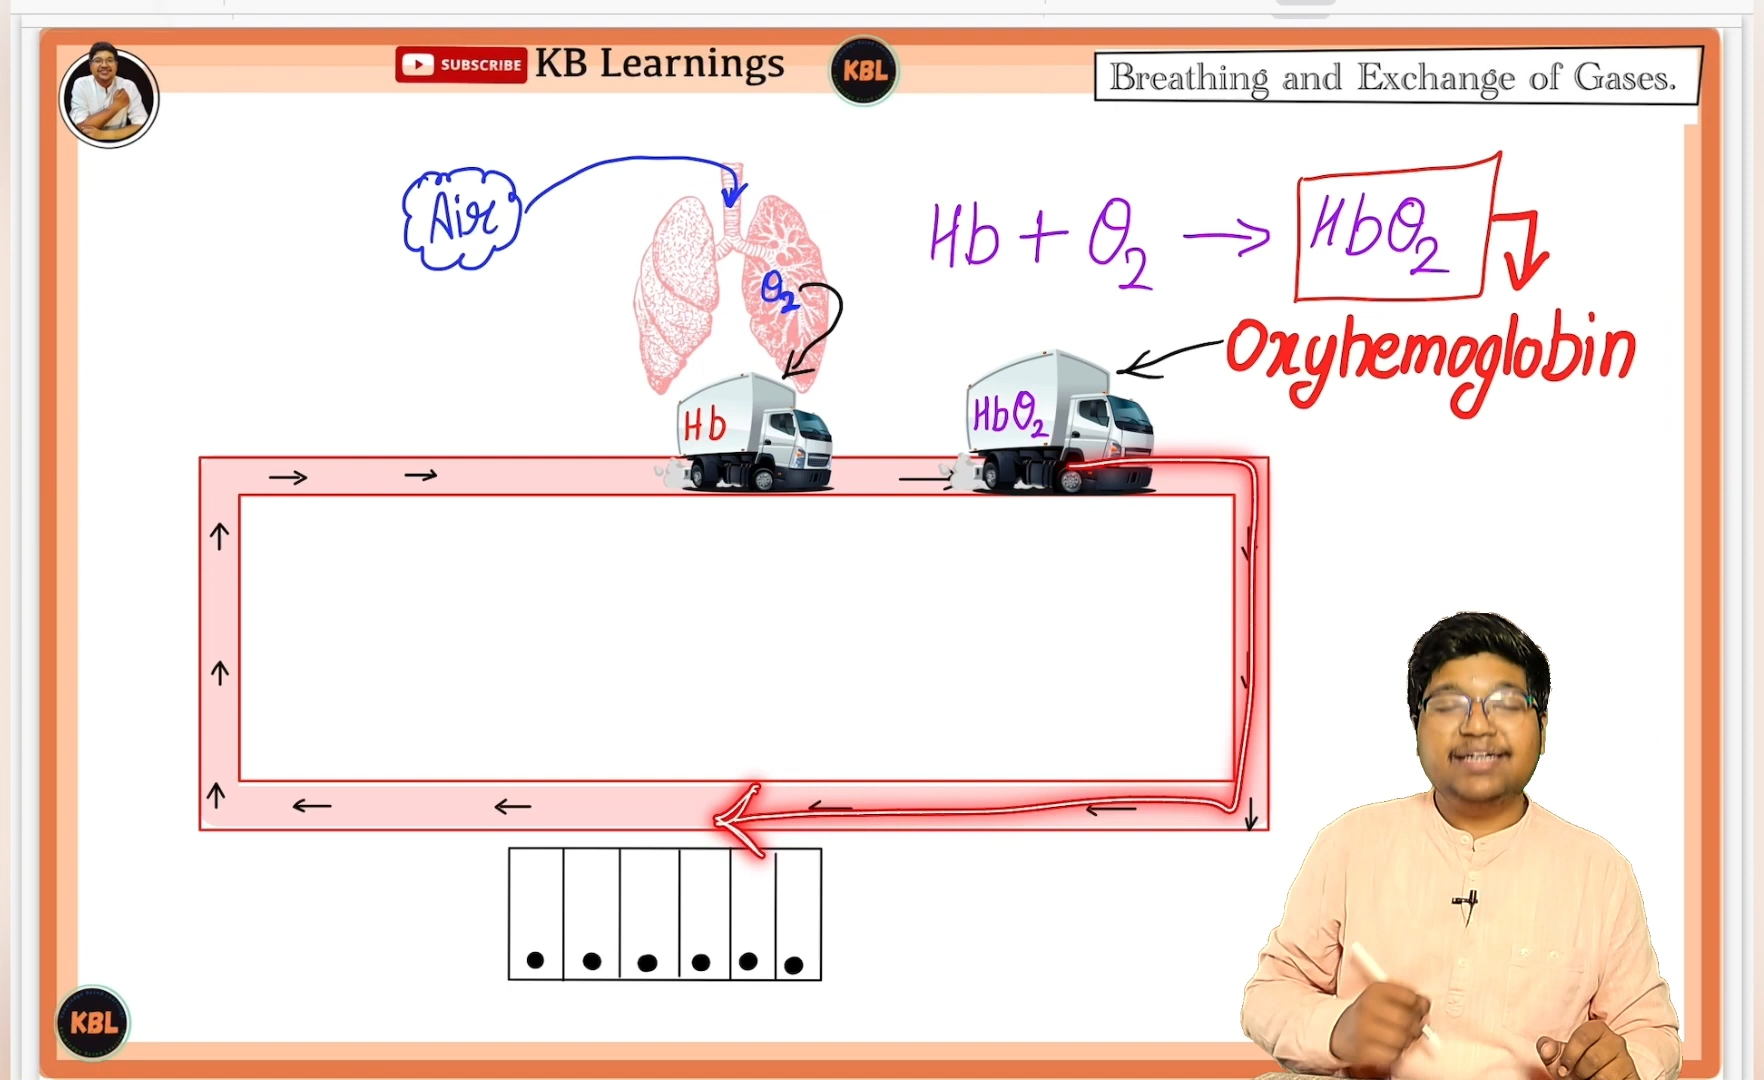 SUBSCRIBE KB Learnings KBL
Breathing and Exchange of Gases.
Air
Hb + O₂ → HbO₂
O₂
Oxyhemoglobin
Hb
HbO₂
KBL